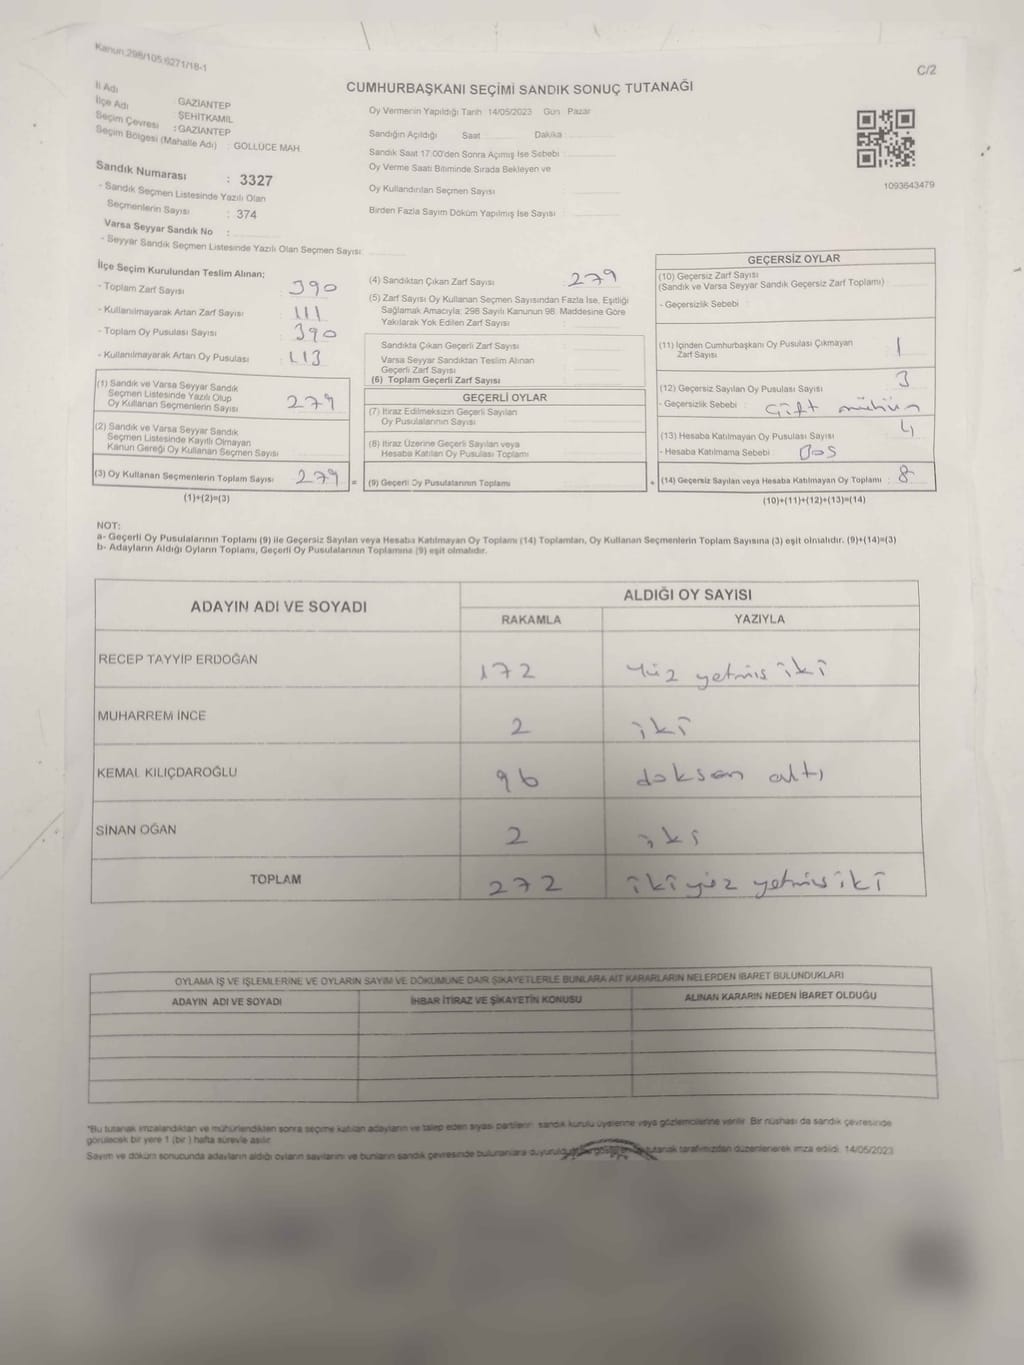 Kanun:298/105:6271/18-1
C/2
CUMHURBAŞKANI SEÇİMİ SANDIK SONUÇ TUTANAĞI
İl Adı : GAZİANTEP
İlçe Adı : ŞEHİTKAMİL
Seçim Çevresi : GAZİANTEP
Seçim Bölgesi (Mahalle Adı) : GÖLLÜCE MAH.
Sandık Numarası : 3327
- Sandık Seçmen Listesinde Yazılı Olan
Seçmenlerin Sayısı : 374
Varsa Seyyar Sandık No :
- Seyyar Sandık Seçmen Listesinde Yazılı Olan Seçmen Sayısı:
Oy Vermenin Yapıldığı Tarih 14/05/2023 Gün Pazar
Sandığın Açıldığı Saat Dakika
Sandık Saat 17:00'den Sonra Açımış İse Sebebi :
Oy Verme Saati Bitiminde Sırada Bekleyen ve
Oy Kullandırılan Seçmen Sayısı :
Birden Fazla Sayım Döküm Yapılmış İse Sayısı :
1093643479
İlçe Seçim Kurulundan Teslim Alınan;
- Toplam Zarf Sayısı : 390
- Kullanılmayarak Artan Zarf Sayısı : 111
- Toplam Oy Pusulası Sayısı : 390
- Kullanılmayarak Artan Oy Pusulası : 113
(1) Sandık ve Varsa Seyyar Sandık
Seçmen Listesinde Yazılı Olup
Oy Kullanan Seçmenlerin Sayısı : 279
(2) Sandık ve Varsa Seyyar Sandık
Seçmen Listesinde Kayıtlı Olmayan
Kanun Gereği Oy Kullanan Seçmen Sayısı :
(3) Oy Kullanan Seçmenlerin Toplam Sayısı : 279 =
(1)+(2)=(3)
(4) Sandıktan Çıkan Zarf Sayısı : 279
(5) Zarf Sayısı Oy Kullanan Seçmen Sayısından Fazla İse, Eşitliği
Sağlamak Amacıyla; 298 Sayılı Kanunun 98. Maddesine Göre
Yakılarak Yok Edilen Zarf Sayısı :
Sandıkta Çıkan Geçerli Zarf Sayısı :
Varsa Seyyar Sandıktan Teslim Alınan
Geçerli Zarf Sayısı :
(6) Toplam Geçerli Zarf Sayısı :
GEÇERLİ OYLAR
(7) İtiraz Edilmeksizin Geçerli Sayılan
Oy Pusulalarının Sayısı :
(8) İtiraz Üzerine Geçerli Sayılan veya
Hesaba Katılan Oy Pusulası Toplamı :
(9) Geçerli Oy Pusulalarının Toplamı : +
GEÇERSİZ OYLAR
(10) Geçersiz Zarf Sayısı
(Sandık ve Varsa Seyyar Sandık Geçersiz Zarf Toplamı) :
- Geçersizlik Sebebi :
(11) İçinden Cumhurbaşkanı Oy Pusulası Çıkmayan
Zarf Sayısı : 1
(12) Geçersiz Sayılan Oy Pusulası Sayısı : 3
- Geçersizlik Sebebi : Çift mühür
(13) Hesaba Katılmayan Oy Pusulası Sayısı : 4
- Hesaba Katılmama Sebebi : Boş
(14) Geçersiz Sayılan veya Hesaba Katılmayan Oy Toplamı : 8
(10)+(11)+(12)+(13)=(14)
NOT:
a- Geçerli Oy Pusulalarının Toplamı (9) ile Geçersiz Sayılan veya Hesaba Katılmayan Oy Toplamı (14) Toplamları, Oy Kullanan Seçmenlerin Toplam Sayısına (3) eşit olmalıdır. (9)+(14)=(3)
b- Adayların Aldığı Oyların Toplamı, Geçerli Oy Pusulalarının Toplamına (9) eşit olmalıdır.
ADAYIN ADI VE SOYADI ALDIĞI OY SAYISI
RAKAMLA YAZIYLA
RECEP TAYYİP ERDOĞAN 172 Yüz yetmiş iki
MUHARREM İNCE 2 iki
KEMAL KILIÇDAROĞLU 96 doksan altı
SİNAN OĞAN 2 iki
TOPLAM 272 iki yüz yetmiş iki
OYLAMA İŞ VE İŞLEMLERİNE VE OYLARIN SAYIM VE DÖKÜMÜNE DAİR ŞİKAYETLERLE BUNLARA AİT KARARLARIN NELERDEN İBARET BULUNDUKLARI
ADAYIN ADI VE SOYADI İHBAR İTİRAZ VE ŞİKAYETİN KONUSU ALINAN KARARIN NEDEN İBARET OLDUĞU
*Bu tutanak imzalandıktan ve mühürlendikten sonra seçime katılan adayların ve talep eden siyasi partilerin sandık kurulu üyelerine veya gözlemcilerine verilir. Bir nüshası da sandık çevresinde
görülecek bir yere 1 (bir) hafta süreyle asılır.
Sayım ve döküm sonucunda adayların aldığı oyların sayılarını ve bunların sandık çevresinde bulunanlara tutanak tarafımızdan düzenlenerek imza edildi. 14/05/2023